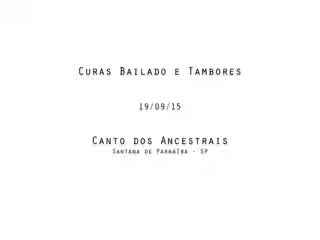 Curas Bailado e Tambores
19/09/15
Canto dos Ancestrais
Santana de Parnaíba - SP